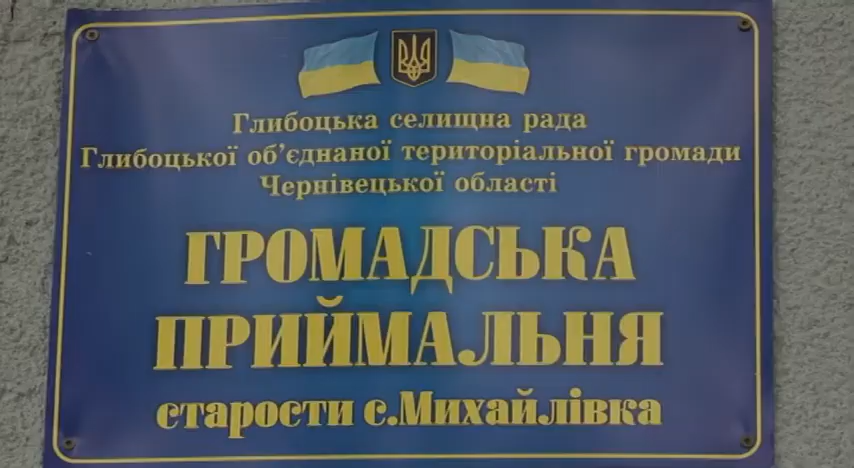 Глибоцька селищна рада
Глибоцької об'єднаної територіальної громади
Чернівецької області
ГРОМАДСЬКА
ПРИЙМАЛЬНЯ
старости с.Михайлівка